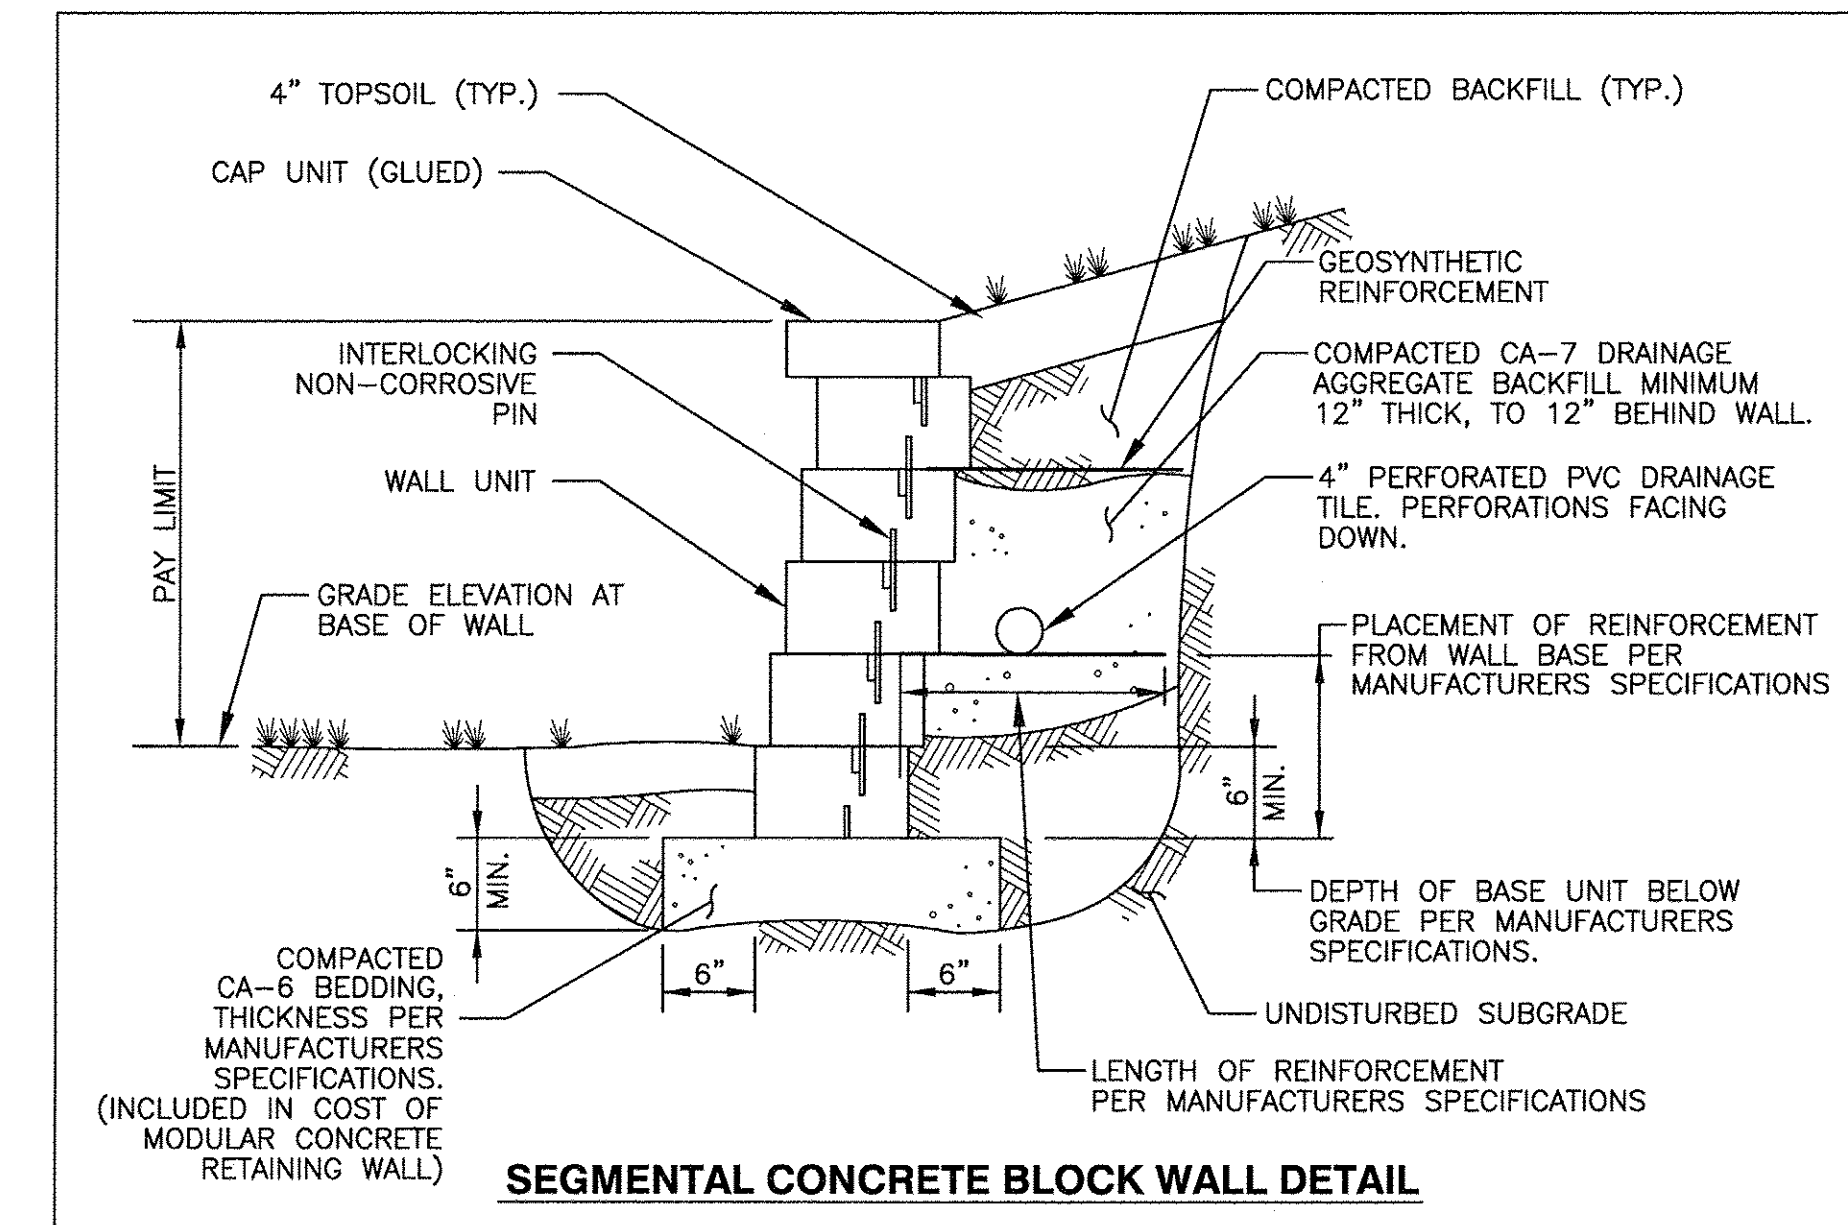 4" TOPSOIL (TYP.)
CAP UNIT (GLUED)
INTERLOCKING
NON-CORROSIVE
PIN
WALL UNIT
PAY LIMIT
GRADE ELEVATION AT
BASE OF WALL
6"
MIN.
COMPACTED
CA-6 BEDDING,
THICKNESS PER
MANUFACTURERS
SPECIFICATIONS.
(INCLUDED IN COST OF
MODULAR CONCRETE
RETAINING WALL)
6"
6"
COMPACTED BACKFILL (TYP.)
GEOSYNTHETIC
REINFORCEMENT
COMPACTED CA-7 DRAINAGE
AGGREGATE BACKFILL MINIMUM
12" THICK, TO 12" BEHIND WALL.
4" PERFORATED PVC DRAINAGE
TILE. PERFORATIONS FACING
DOWN.
PLACEMENT OF REINFORCEMENT
FROM WALL BASE PER
MANUFACTURERS SPECIFICATIONS
6"
MIN.
DEPTH OF BASE UNIT BELOW
GRADE PER MANUFACTURERS
SPECIFICATIONS.
UNDISTURBED SUBGRADE
LENGTH OF REINFORCEMENT
PER MANUFACTURERS SPECIFICATIONS
SEGMENTAL CONCRETE BLOCK WALL DETAIL